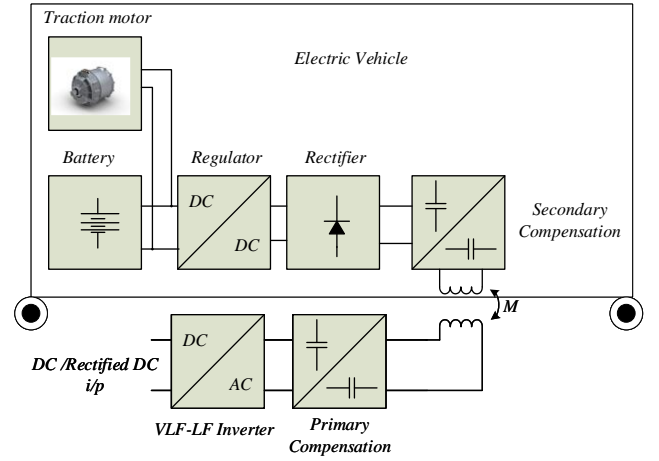 Traction motor
Electric Vehicle
Battery
Regulator
Rectifier
DC
DC
Secondary
Compensation
M
DC /Rectified DC
i/p
DC
AC
VLF-LF Inverter
Primary
Compensation